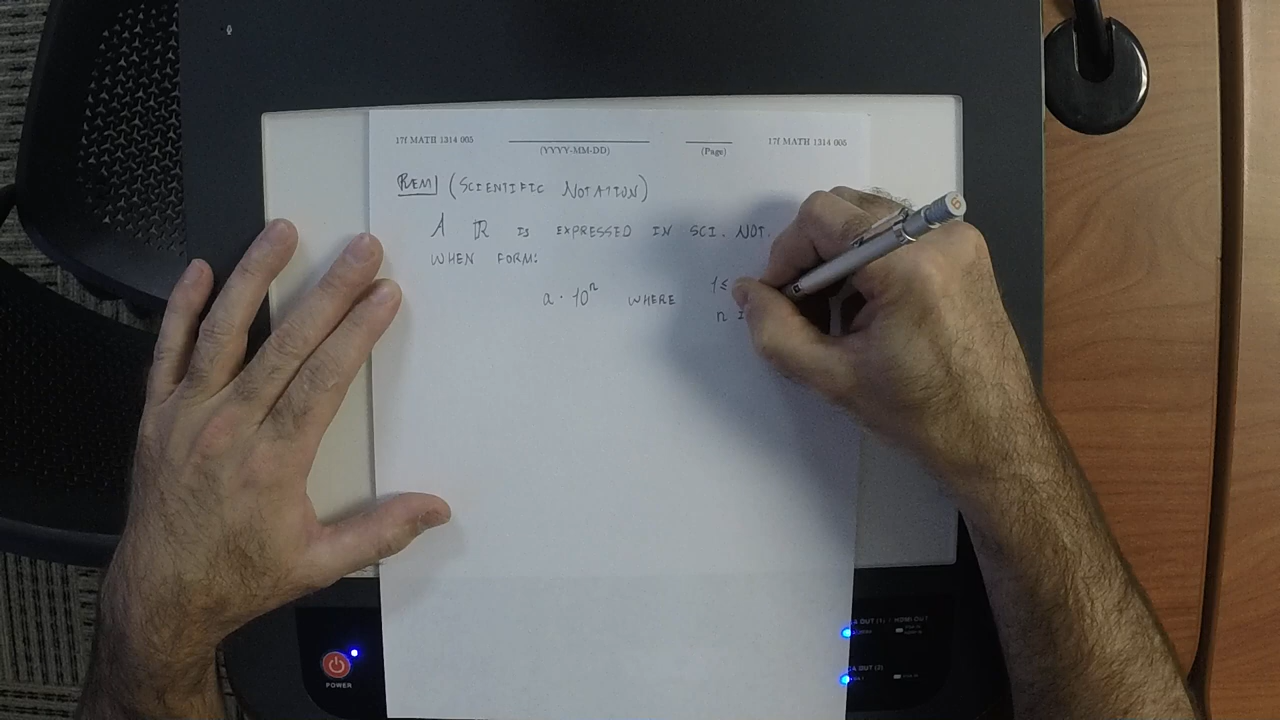 17f MATH 1314 005
(YYYY-MM-DD)
(Page)
17f MATH 1314 005
REM (SCIENTIFIC NOTATION)
A ℝ IS EXPRESSED IN SCI. NOT.
WHEN FORM:
a · 10ⁿ WHERE 1≤
n I
POWER